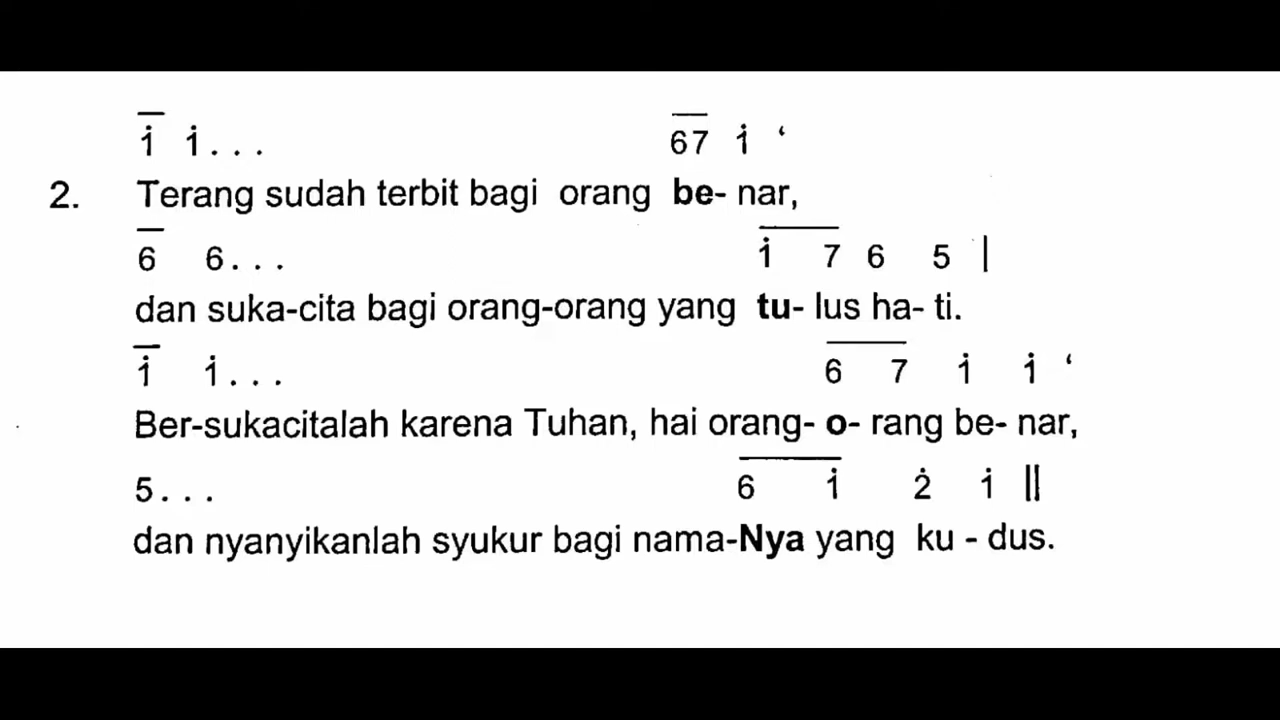 1̇ 1̇ . . . 67 1̇ ‘
2. Terang sudah terbit bagi orang be- nar,
6 6 . . . 1̇ 7 6 5 |
dan suka-cita bagi orang-orang yang tu- lus ha- ti.
1̇ 1̇ . . . 6 7 1̇ 1̇ ‘
Ber-sukacitalah karena Tuhan, hai orang- o- rang be- nar,
5 . . . 6 1̇ 2̇ 1̇ ||
dan nyanyikanlah syukur bagi nama-Nya yang ku - dus.